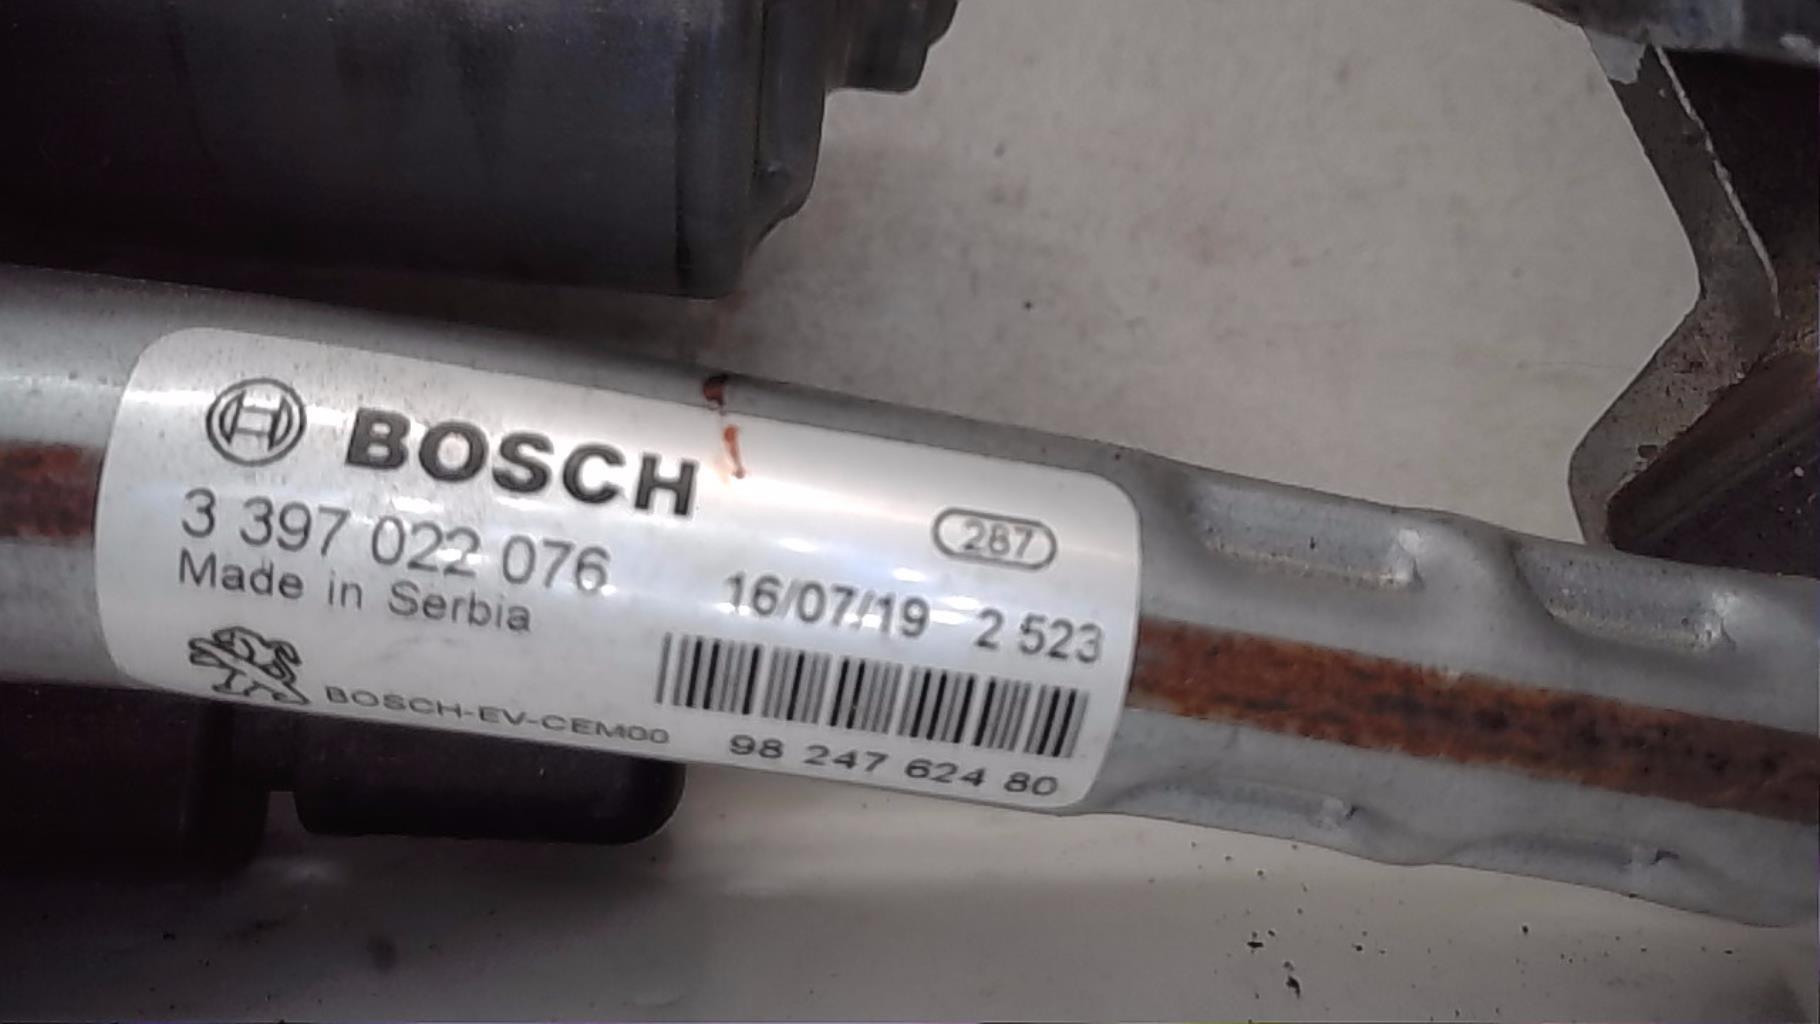 BOSCH
3 397 022 076
287
Made in Serbia
16/07/19 2 523
BOSCH-EV-CEM00
98 247 624 80